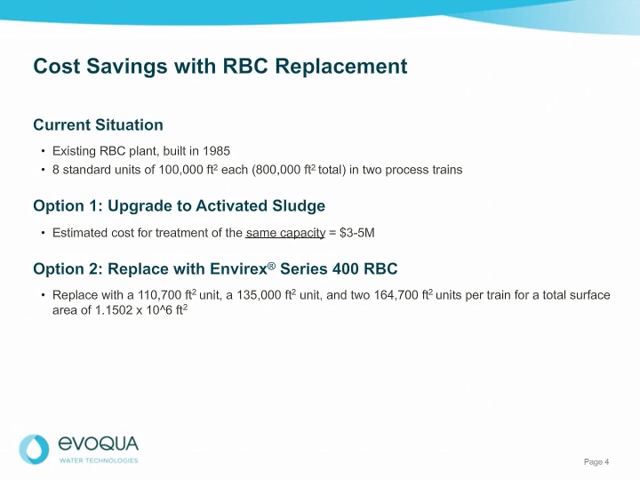 Cost Savings with RBC Replacement
Current Situation
• Existing RBC plant, built in 1985
• 8 standard units of 100,000 ft² each (800,000 ft² total) in two process trains
Option 1: Upgrade to Activated Sludge
• Estimated cost for treatment of the same capacity = $3-5M
Option 2: Replace with Envirex® Series 400 RBC
• Replace with a 110,700 ft² unit, a 135,000 ft² unit, and two 164,700 ft² units per train for a total surface
area of 1.1502 x 10^6 ft²
evoqua
WATER TECHNOLOGIES
Page 4